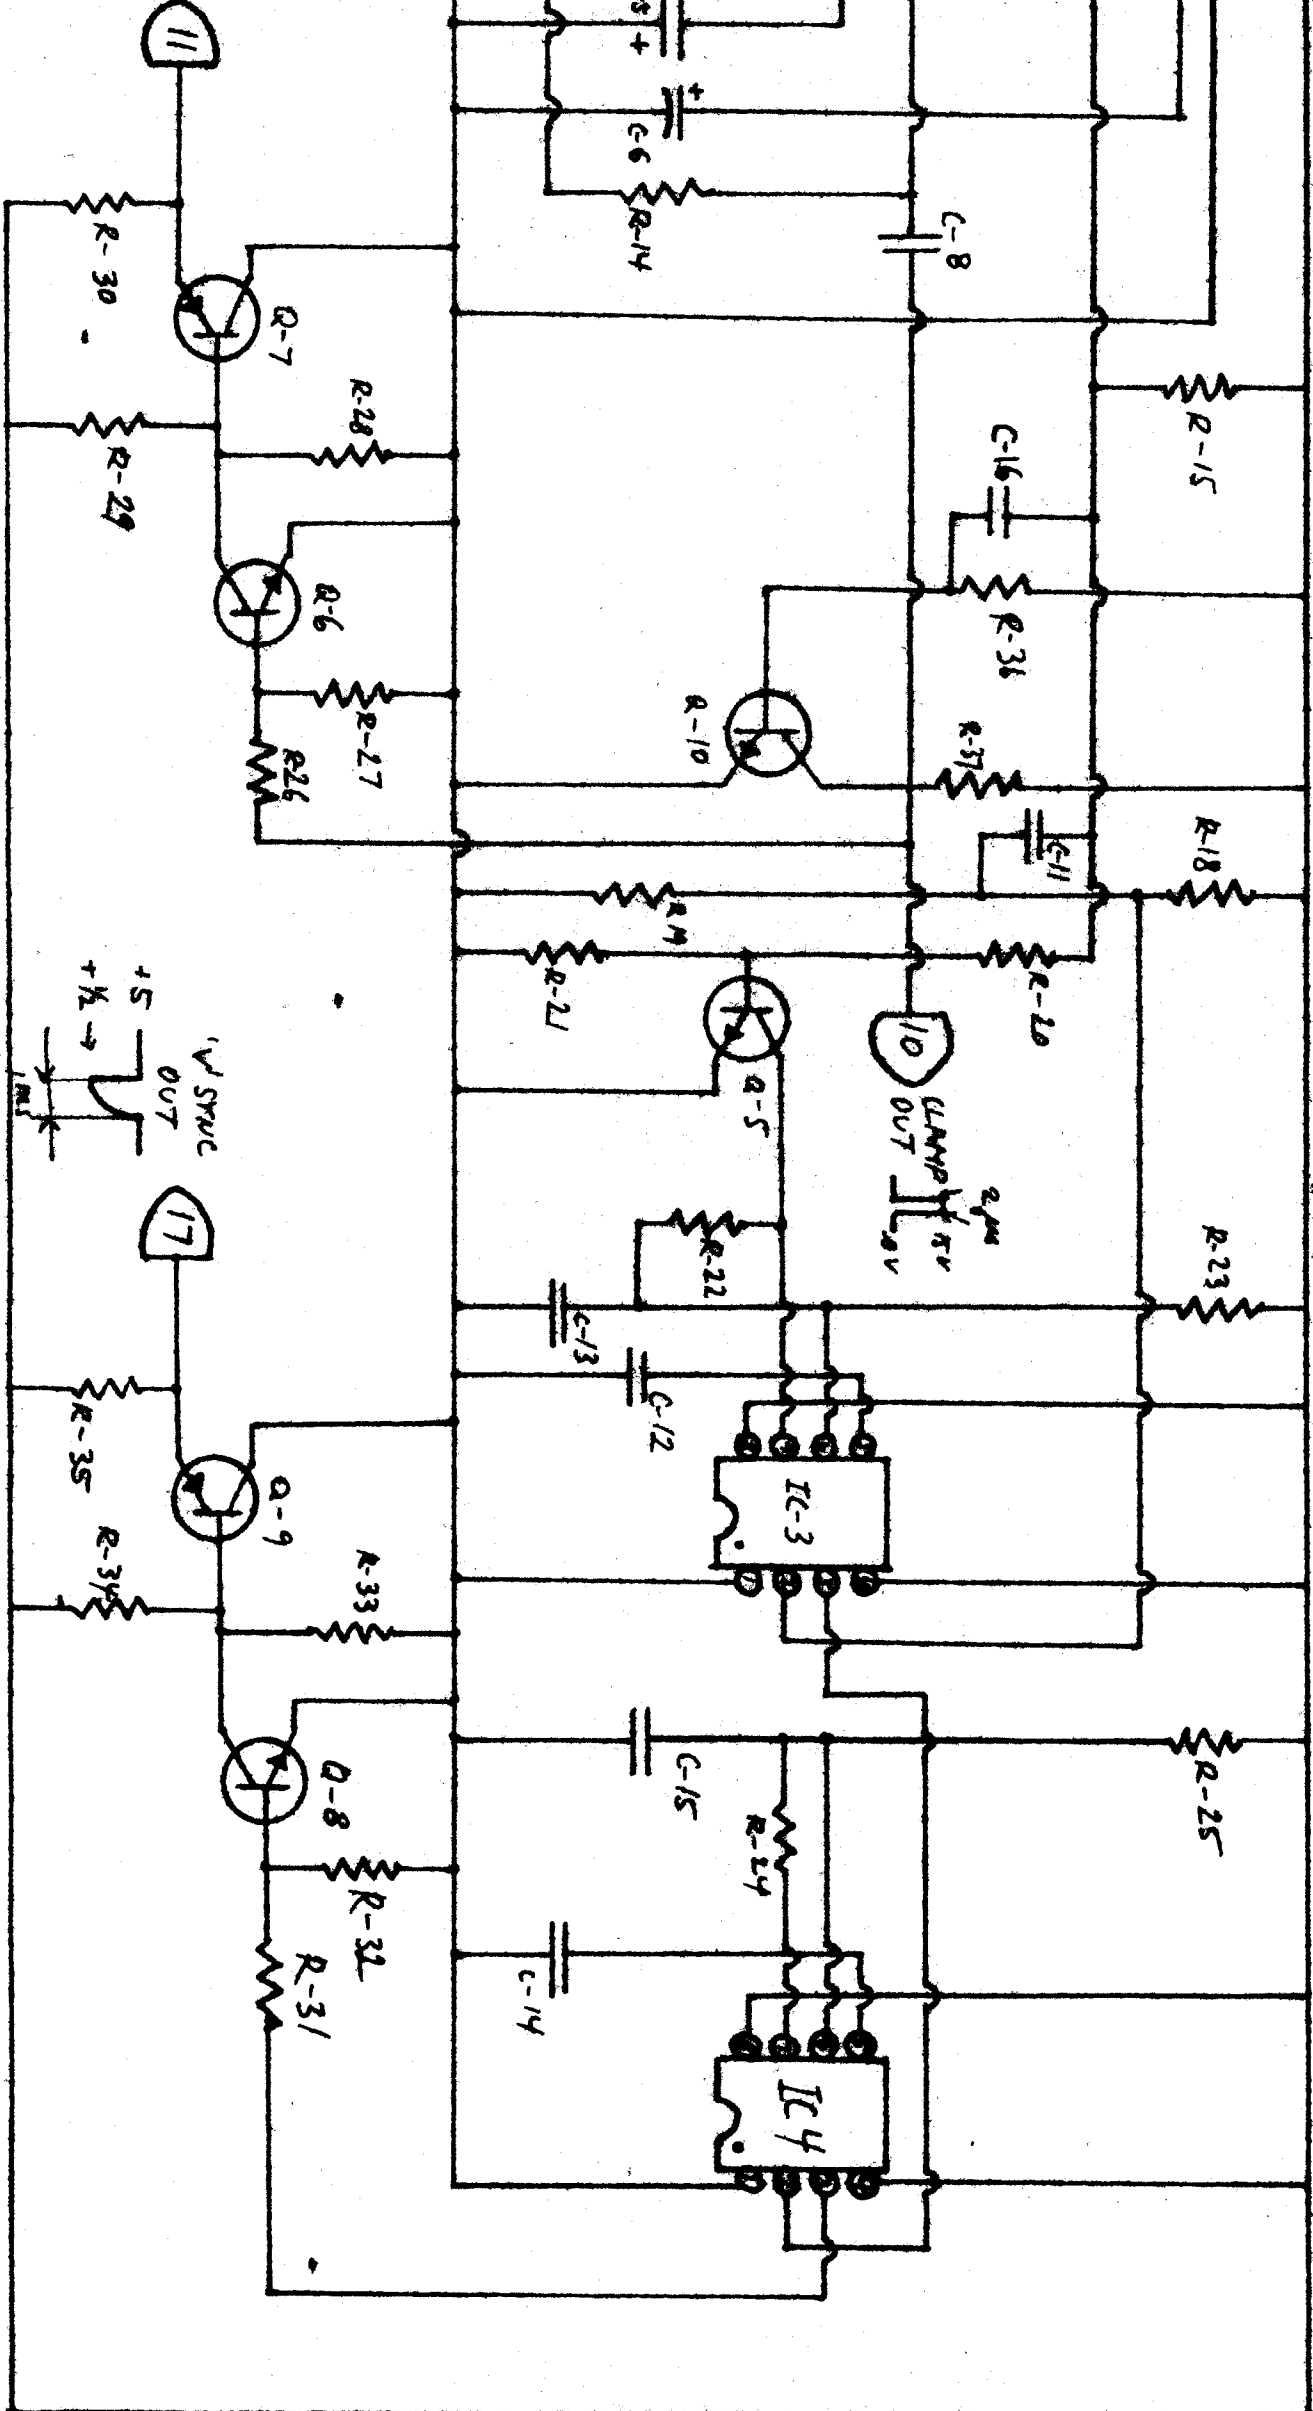 11
+
+
C-6
R-14
C-8
R-30
Q-7
R-28
R-29
R-15
C-16
R-36
Q-6
R-27
R26
R-37
C-11
R-18
R-21
R-20
Q-5
10
CLAMP
OUT
+5
+½ →
V SYNC
OUT
17
R-22
R-23
C-13
C-12
IC-3
R-35
Q-9
R-34
R-33
C-15
R-24
R-25
Q-8
R-32
R-31
C-14
IC 4